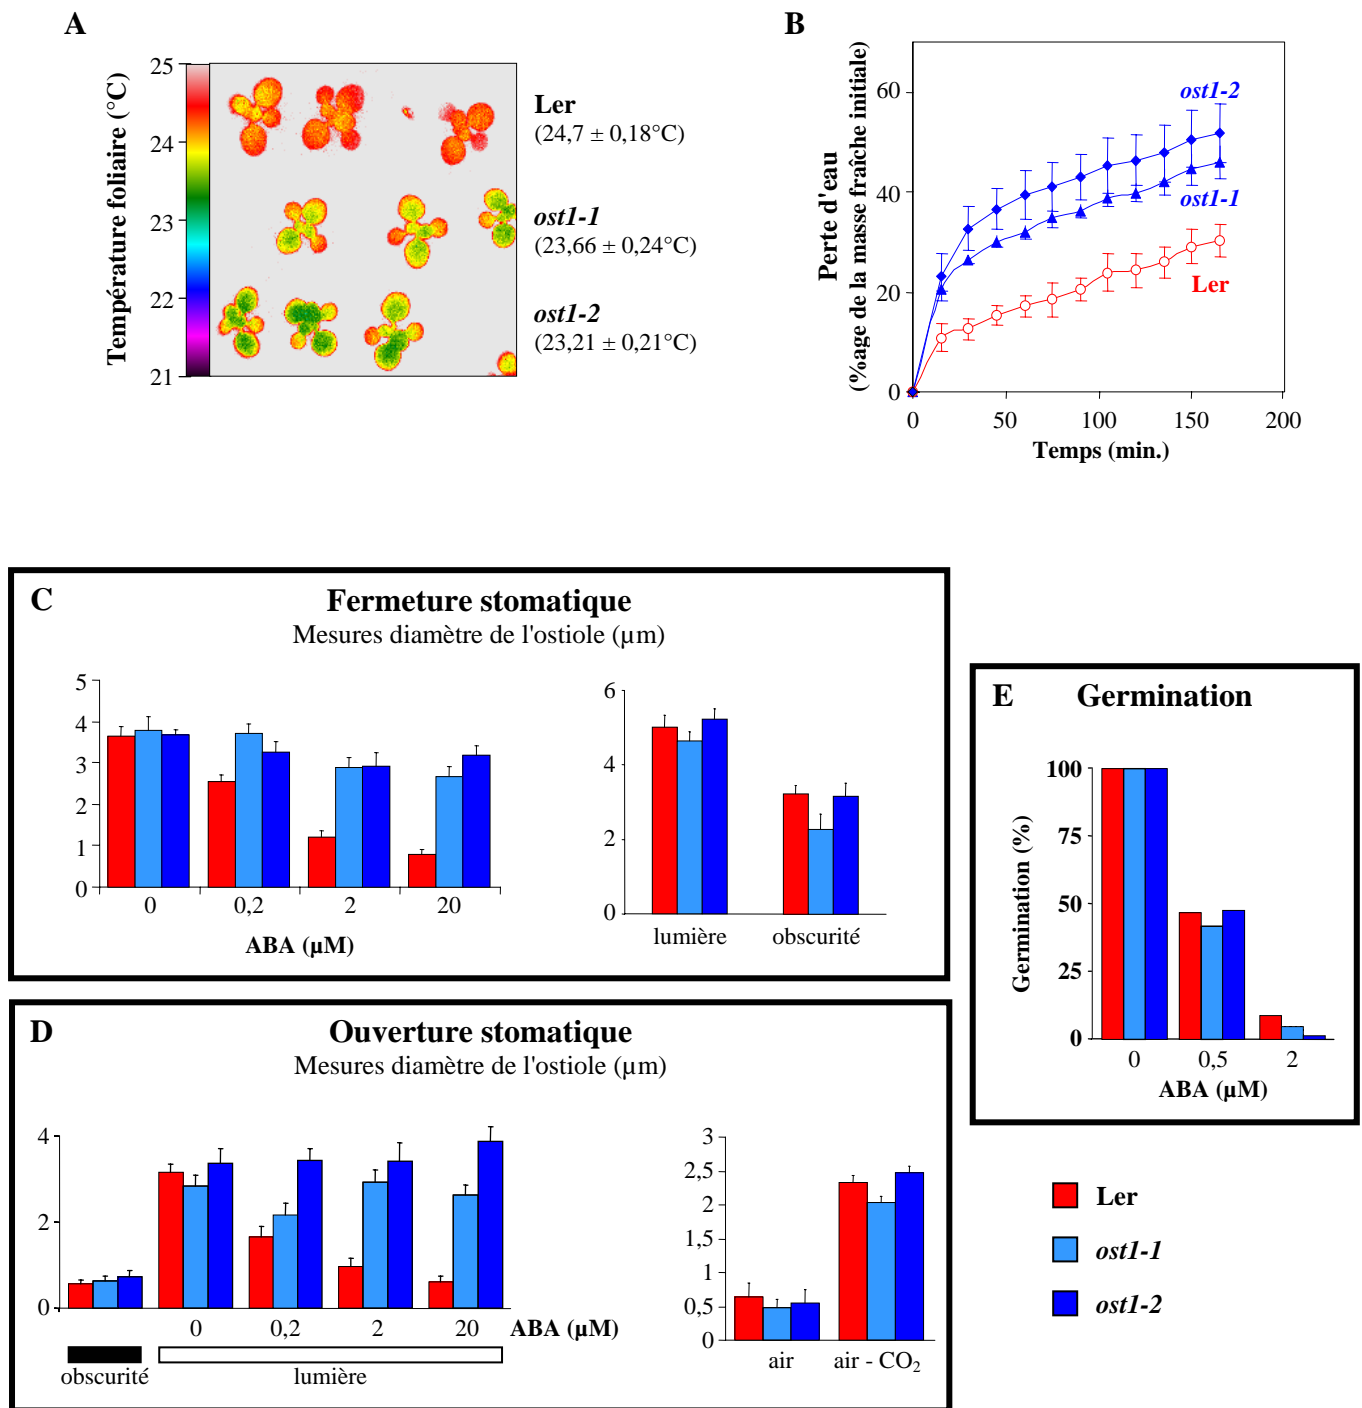 A
Température foliaire (°C)
25
24
23
22
21
Ler
(24,7 ± 0,18°C)
ost1-1
(23,66 ± 0,24°C)
ost1-2
(23,21 ± 0,21°C)
B
Perte d'eau
(%age de la masse fraîche initiale)
60
40
20
0
ost1-2
ost1-1
Ler
0 50 100 150 200
Temps (min.)
C
Fermeture stomatique
Mesures diamètre de l'ostiole (µm)
5
4
3
2
1
0
0 0,2 2 20
ABA (µM)
6
4
2
0
lumière obscurité
D
Ouverture stomatique
Mesures diamètre de l'ostiole (µm)
4
2
0
0 0,2 2 20 ABA (µM)
obscurité lumière
3
2,5
2
1,5
1
0,5
0
air air - CO2
E Germination
Germination (%)
100
75
50
25
0
0 0,5 2
ABA (µM)
Ler
ost1-1
ost1-2